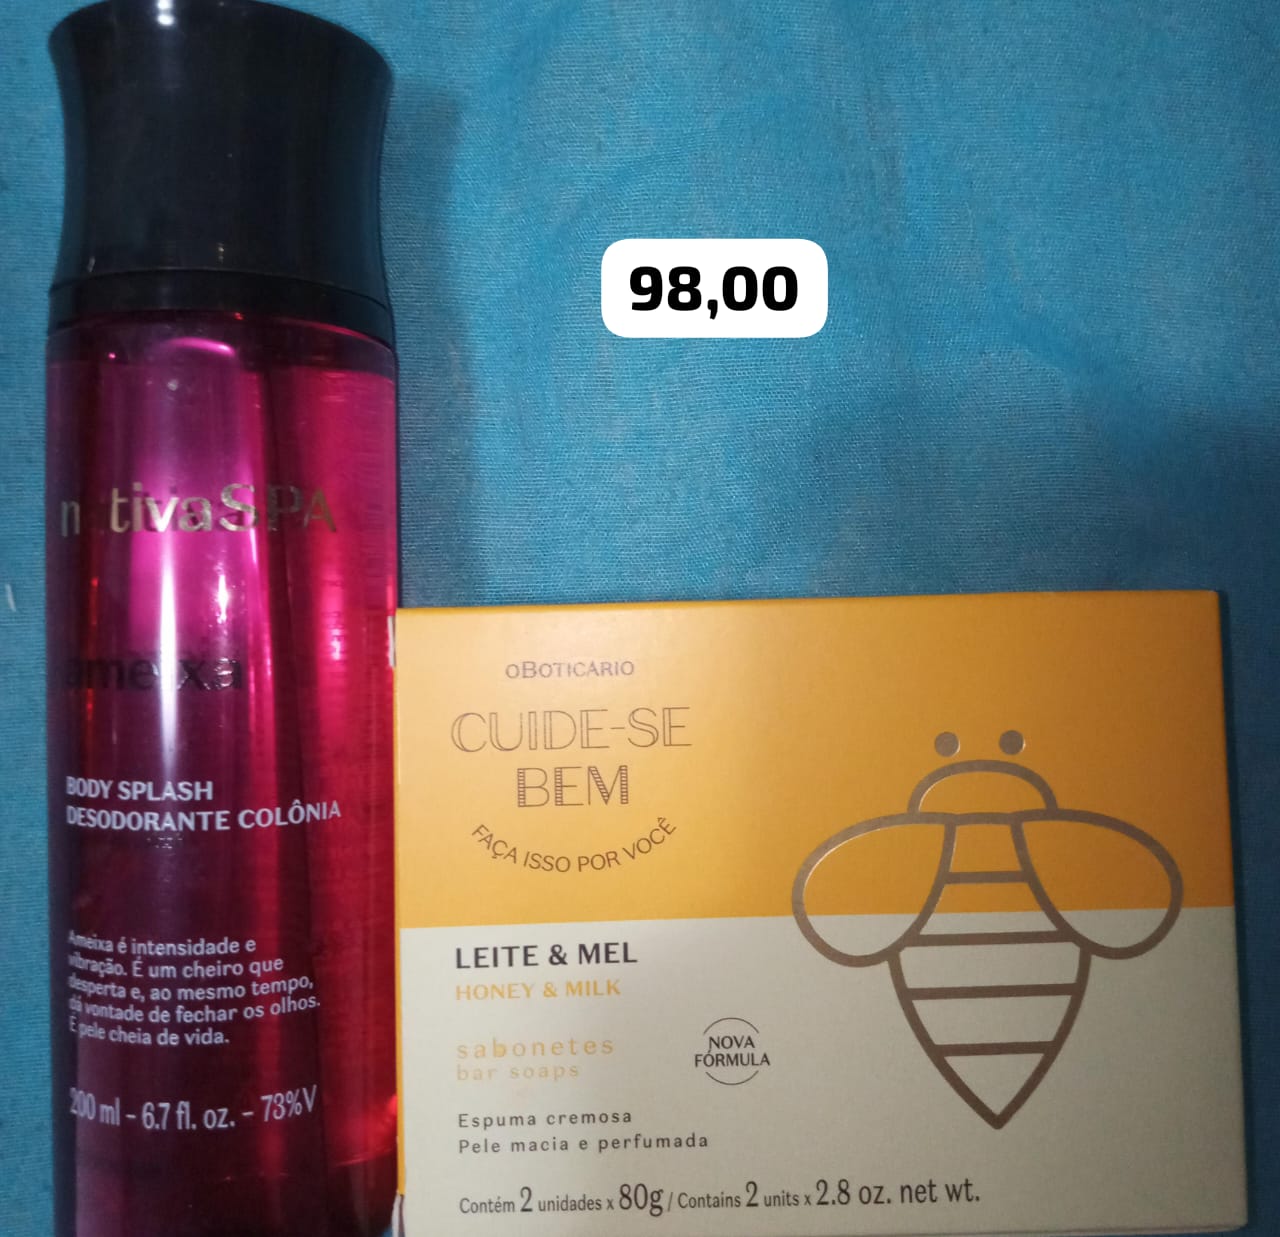 98,00
nativaSPA
ameixa
BODY SPLASH
DESODORANTE COLÔNIA
Ameixa é intensidade e
vibração. É um cheiro que
desperta e, ao mesmo tempo,
dá vontade de fechar os olhos.
É pele cheia de vida.
200 ml - 6.7 fl. oz. - 73%V
oBOTICÁRIO
CUIDE-SE
BEM
FAÇA ISSO POR VOCÊ
LEITE & MEL
HONEY & MILK
sabonetes
bar soaps
NOVA
FÓRMULA
Espuma cremosa
Pele macia e perfumada
Contém 2 unidades x 80g / Contains 2 units x 2.8 oz. net wt.